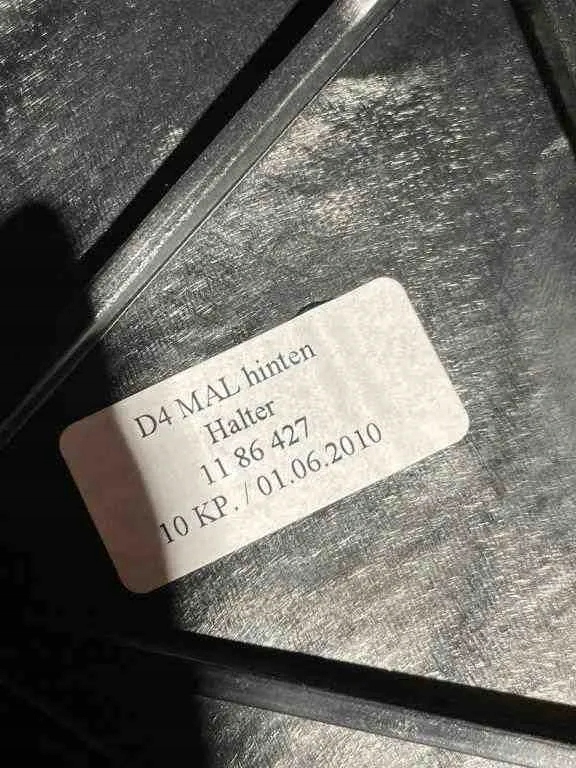 D4 MAL hinten
Halter
11 86 427
10 KP. / 01.06.2010